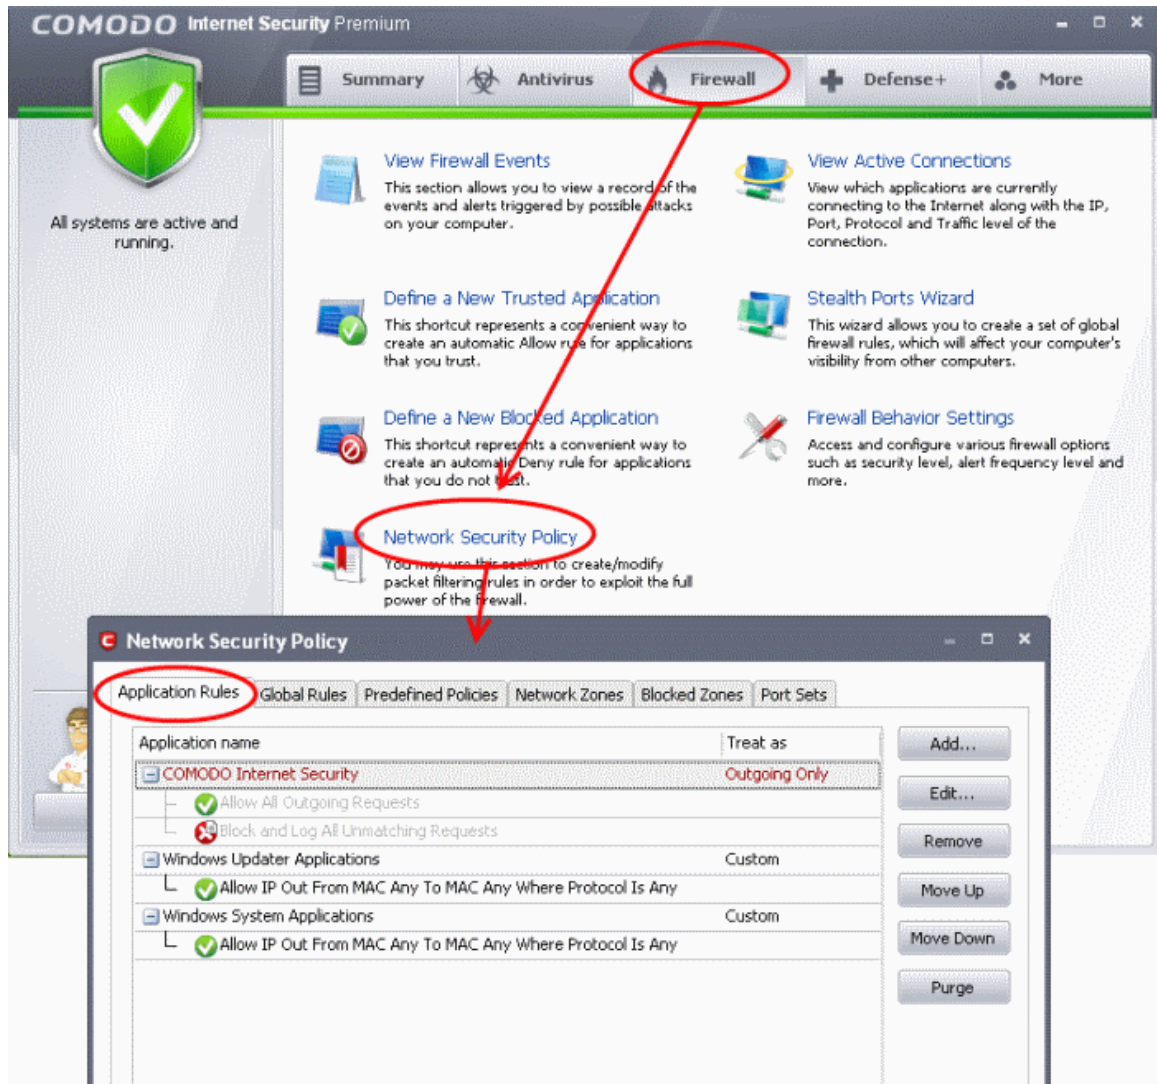 COMODO Internet Security Premium
Summary
Antivirus
Firewall
Defense+
More
All systems are active and
running.
View Firewall Events
This section allows you to view a record of the
events and alerts triggered by possible attacks
on your computer.
View Active Connections
View which applications are currently
connecting to the Internet along with the IP,
Port, Protocol and Traffic level of the
connection.
Define a New Trusted Application
This shortcut represents a convenient way to
create an automatic Allow rule for applications
that you trust.
Stealth Ports Wizard
This wizard allows you to create a set of global
firewall rules, which will affect your computer's
visibility from other computers.
Define a New Blocked Application
This shortcut represents a convenient way to
create an automatic Deny rule for applications
that you do not trust.
Firewall Behavior Settings
Access and configure various firewall options
such as security level, alert frequency level and
more.
Network Security Policy
You may use this section to create/modify
packet filtering rules in order to exploit the full
power of the firewall.
Network Security Policy
Application Rules
Global Rules
Predefined Policies
Network Zones
Blocked Zones
Port Sets
Application name
Treat as
COMODO Internet Security
Outgoing Only
Allow All Outgoing Requests
Block and Log All Unmatching Requests
Windows Updater Applications
Custom
Allow IP Out From MAC Any To MAC Any Where Protocol Is Any
Windows System Applications
Custom
Allow IP Out From MAC Any To MAC Any Where Protocol Is Any
Add...
Edit...
Remove
Move Up
Move Down
Purge